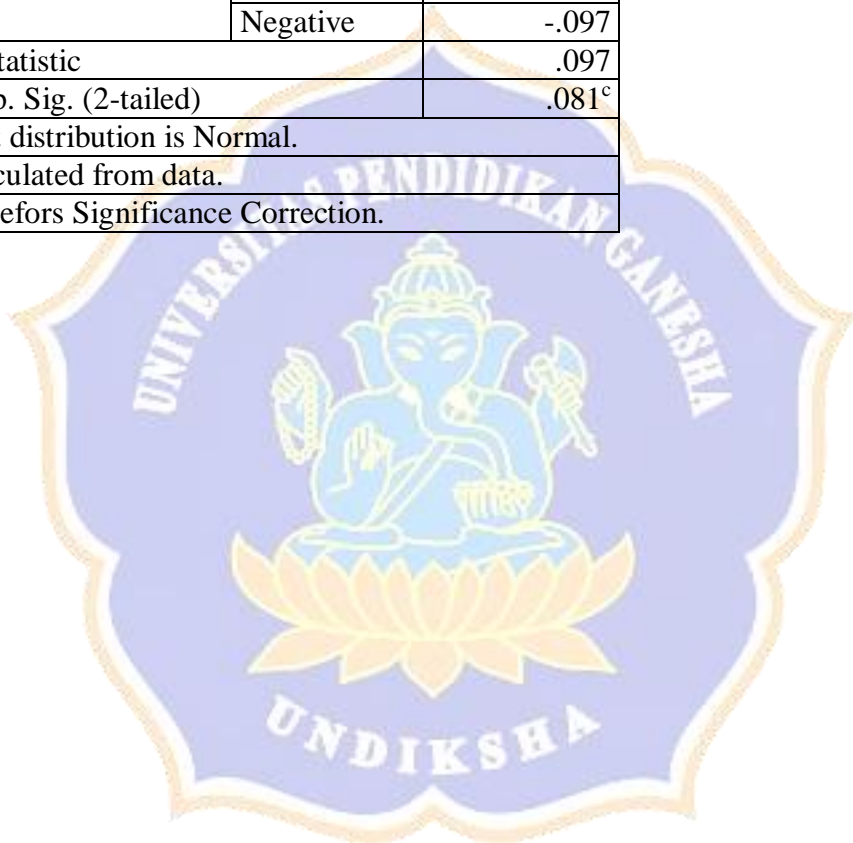 Negative -.097
tatistic .097
. Sig. (2-tailed) .081c
distribution is Normal.
culated from data.
efors Significance Correction.
UNIVERSITAS PENDIDIKAN GANESHA
UNDIKSHA